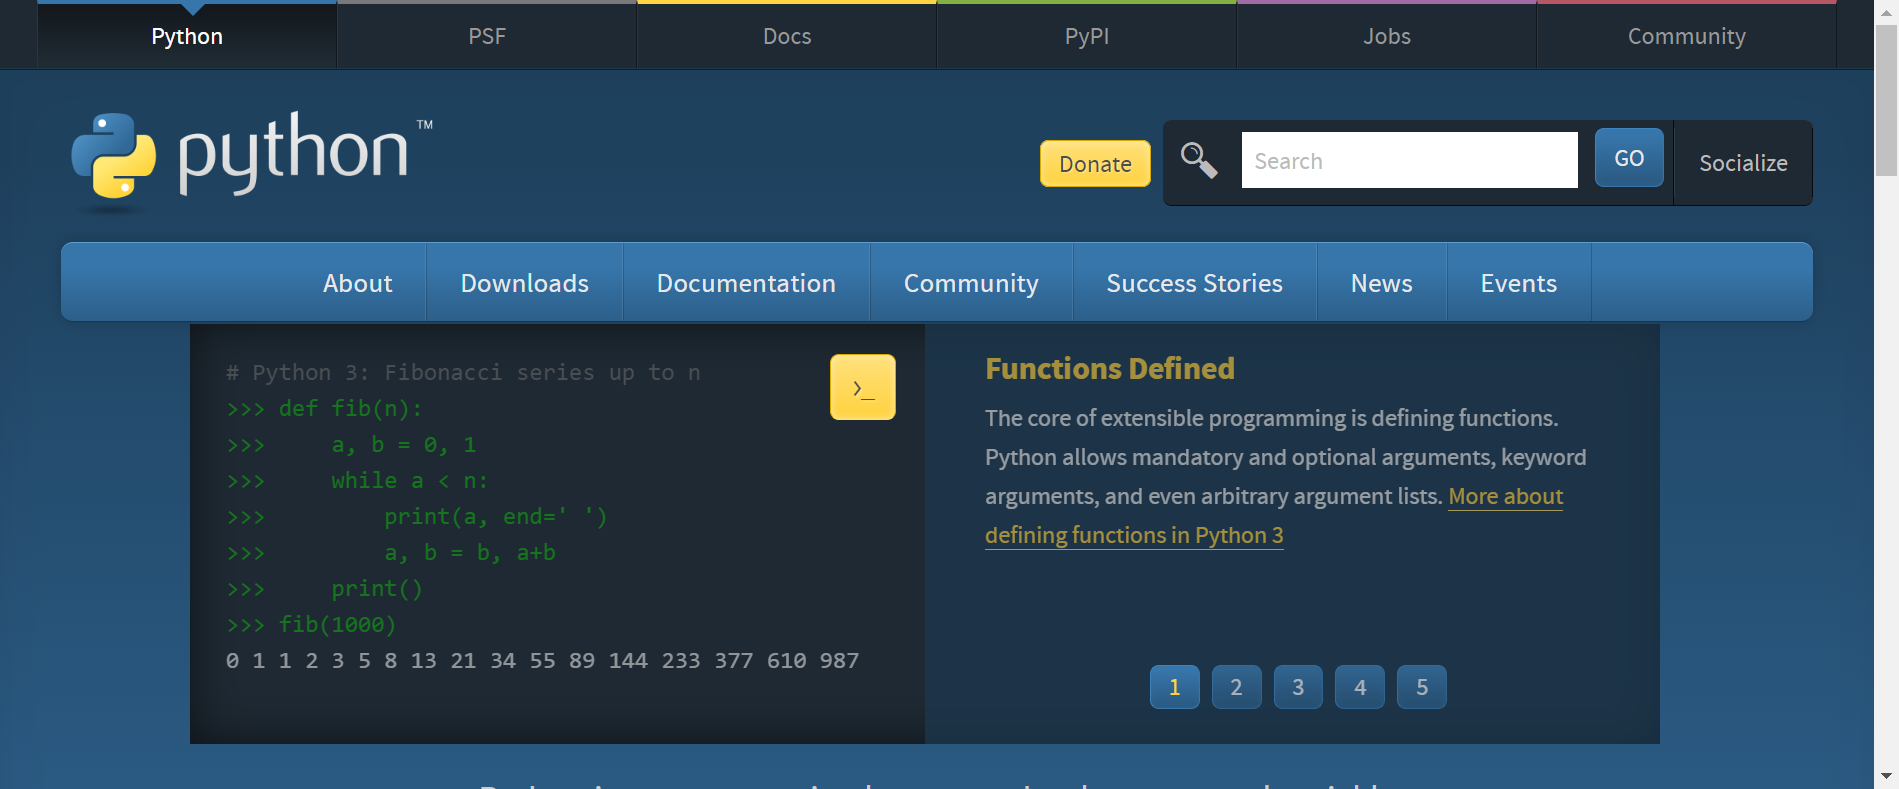 Python PSF Docs PyPI Jobs Community
python™
Donate Search GO Socialize
About Downloads Documentation Community Success Stories News Events
# Python 3: Fibonacci series up to n
>>> def fib(n):
>>>     a, b = 0, 1
>>>     while a < n:
>>>         print(a, end=' ')
>>>         a, b = b, a+b
>>>     print()
>>> fib(1000)
0 1 1 2 3 5 8 13 21 34 55 89 144 233 377 610 987
>_
Functions Defined
The core of extensible programming is defining functions.
Python allows mandatory and optional arguments, keyword
arguments, and even arbitrary argument lists. More about
defining functions in Python 3
1 2 3 4 5